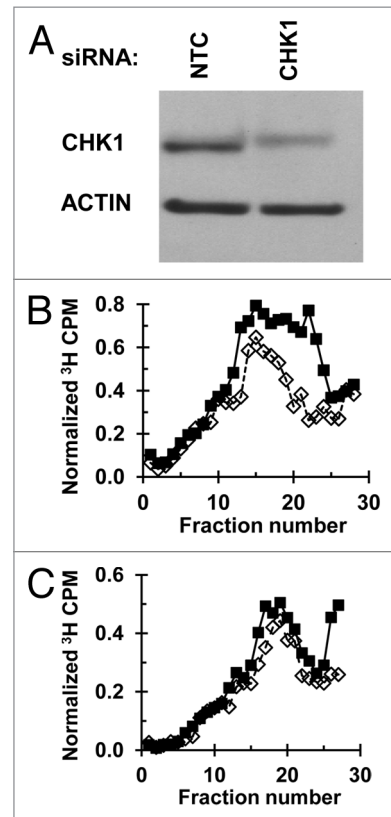 A
siRNA:
NTC
CHK1
CHK1
ACTIN
B
Normalized ³H CPM
0.8
0.6
0.4
0.2
0.0
0 10 20 30
Fraction number
C
Normalized ³H CPM
0.6
0.4
0.2
0.0
0 10 20 30
Fraction number